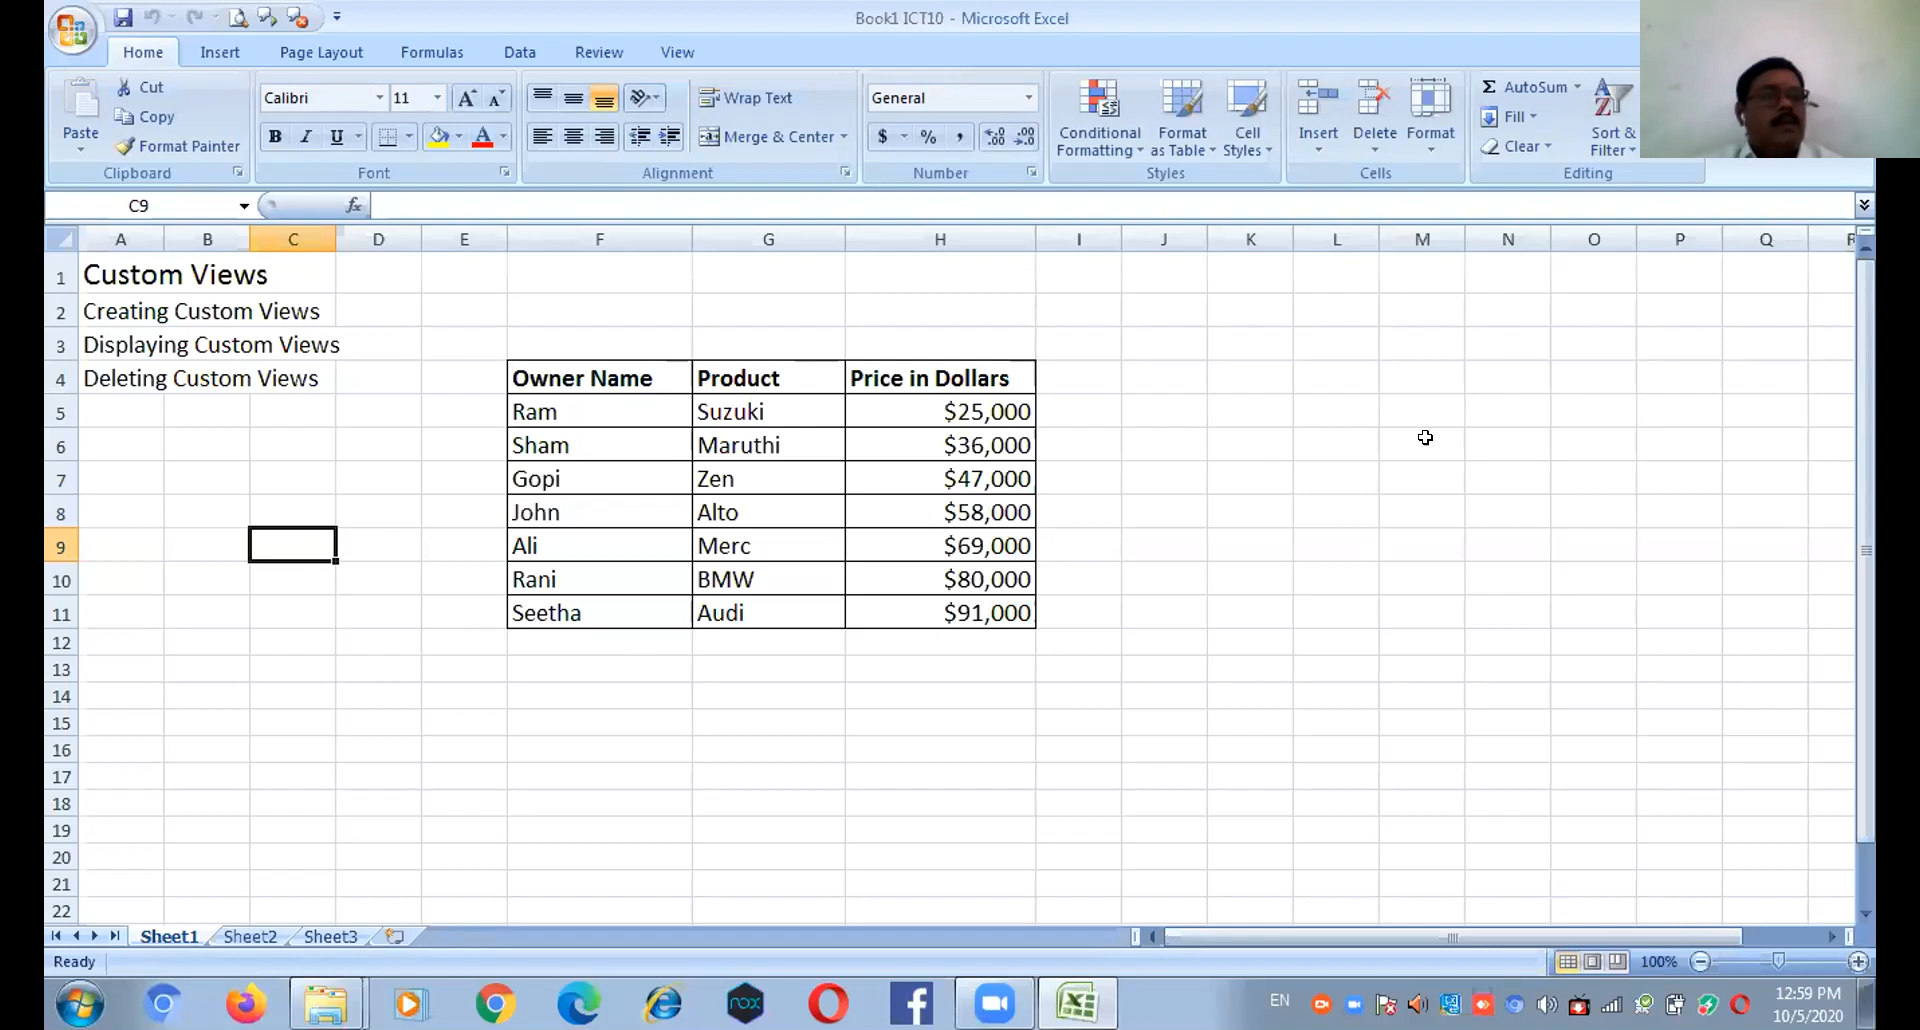 Book1 ICT10 - Microsoft Excel
Home Insert Page Layout Formulas Data Review View
Paste
Cut
Copy
Format Painter
Clipboard
Calibri 11
B I U
Font
Wrap Text
Merge & Center
Alignment
General
$ % ,
Number
Conditional Formatting
Format as Table
Cell Styles
Styles
Insert Delete Format
Cells
Σ AutoSum
Fill
Clear
Sort & Filter
Editing
C9 fx
A B C D E F G H I J K L M N O P Q R
1 Custom Views
2 Creating Custom Views
3 Displaying Custom Views
4 Deleting Custom Views Owner Name Product Price in Dollars
5 Ram Suzuki $25,000
6 Sham Maruthi $36,000
7 Gopi Zen $47,000
8 John Alto $58,000
9 Ali Merc $69,000
10 Rani BMW $80,000
11 Seetha Audi $91,000
12
13
14
15
16
17
18
19
20
21
22
Sheet1 Sheet2 Sheet3
Ready 100%
nox
EN
12:59 PM
10/5/2020